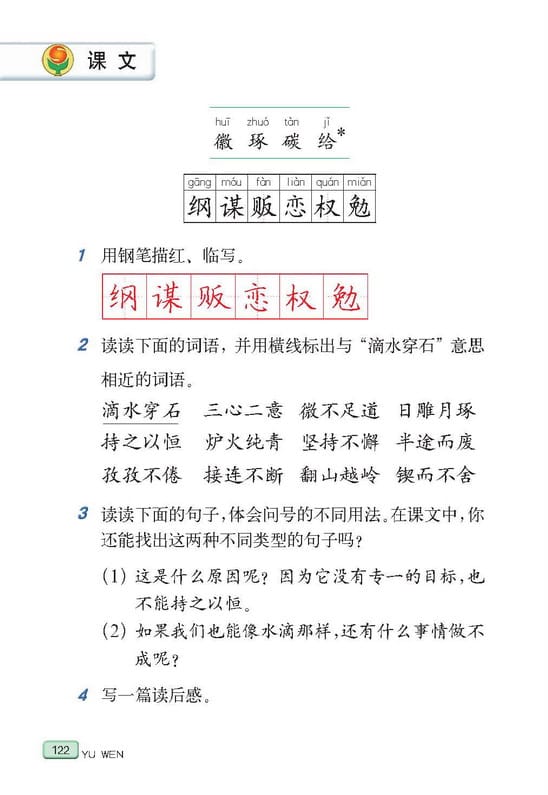 课文
huī zhuó tàn jǐ
徽 琢 碳 给*
gāng móu fàn liàn quán miǎn
纲 谋 贩 恋 权 勉
1 用钢笔描红、临写。
纲 谋 贩 恋 权 勉
2 读读下面的词语，并用横线标出与“滴水穿石”意思
相近的词语。
滴水穿石 三心二意 微不足道 日雕月琢
持之以恒 炉火纯青 坚持不懈 半途而废
孜孜不倦 接连不断 翻山越岭 锲而不舍
3 读读下面的句子，体会问号的不同用法。在课文中，你
还能找出这两种不同类型的句子吗？
（1）这是什么原因呢？因为它没有专一的目标，也
不能持之以恒。
（2）如果我们也能像水滴那样，还有什么事情做不
成呢？
4 写一篇读后感。
122 YU WEN